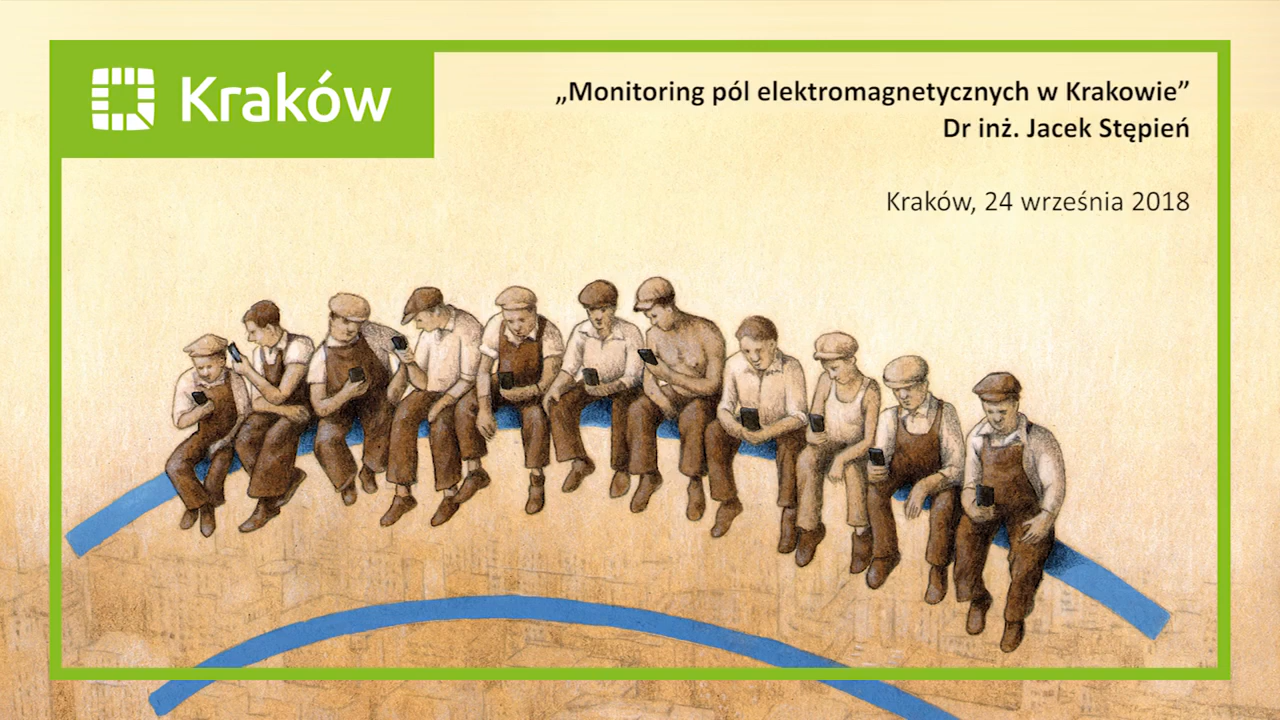 Kraków
„Monitoring pól elektromagnetycznych w Krakowie”
Dr inż. Jacek Stępień
Kraków, 24 września 2018